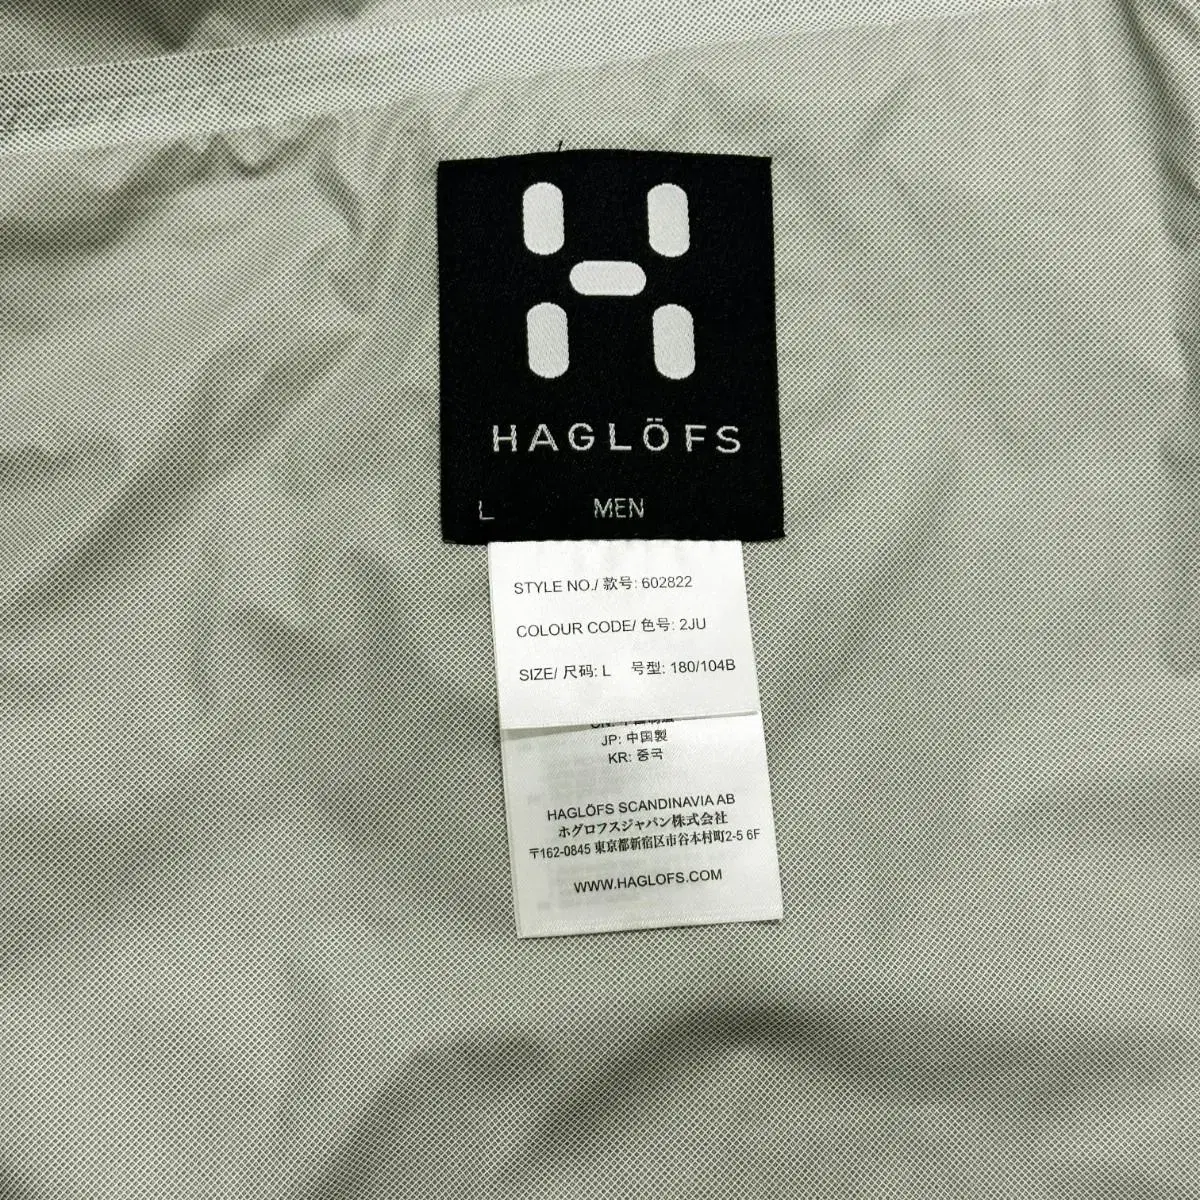 HAGLÖFS
L MEN
STYLE NO./ 款号: 602822
COLOUR CODE/ 色号: 2JU
SIZE/ 尺码: L 号型: 180/104B
JP: 中国製
KR: 중국
HAGLÖFS SCANDINAVIA AB
ホグロフスジャパン株式会社
〒162-0845 東京都新宿区市谷本村町2-5 6F
WWW.HAGLOFS.COM